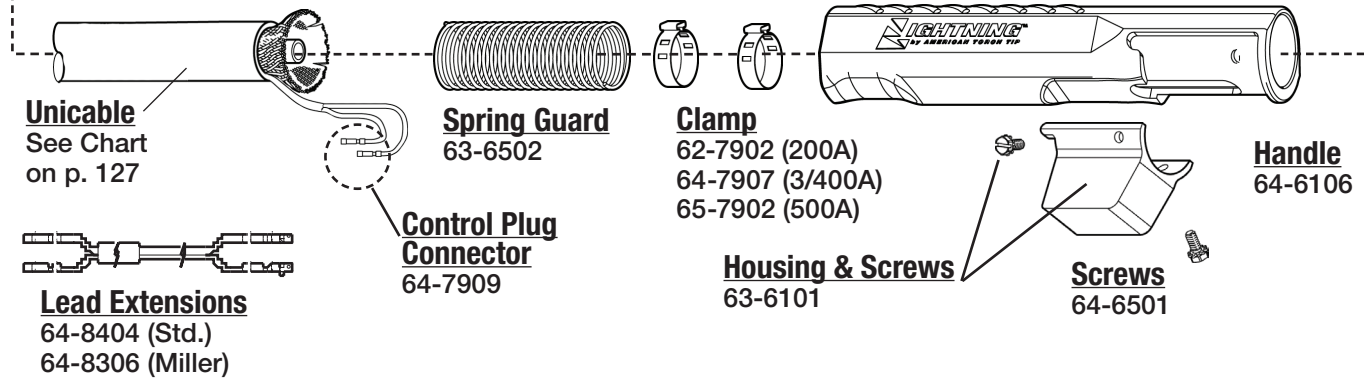 IGHTNING™
by AMERICAN TORCH TIP
Unicable
See Chart
on p. 127
Spring Guard
63-6502
Clamp
62-7902 (200A)
64-7907 (3/400A)
65-7902 (500A)
Handle
64-6106
Control Plug
Connector
64-7909
Housing & Screws
63-6101
Screws
64-6501
Lead Extensions
64-8404 (Std.)
64-8306 (Miller)